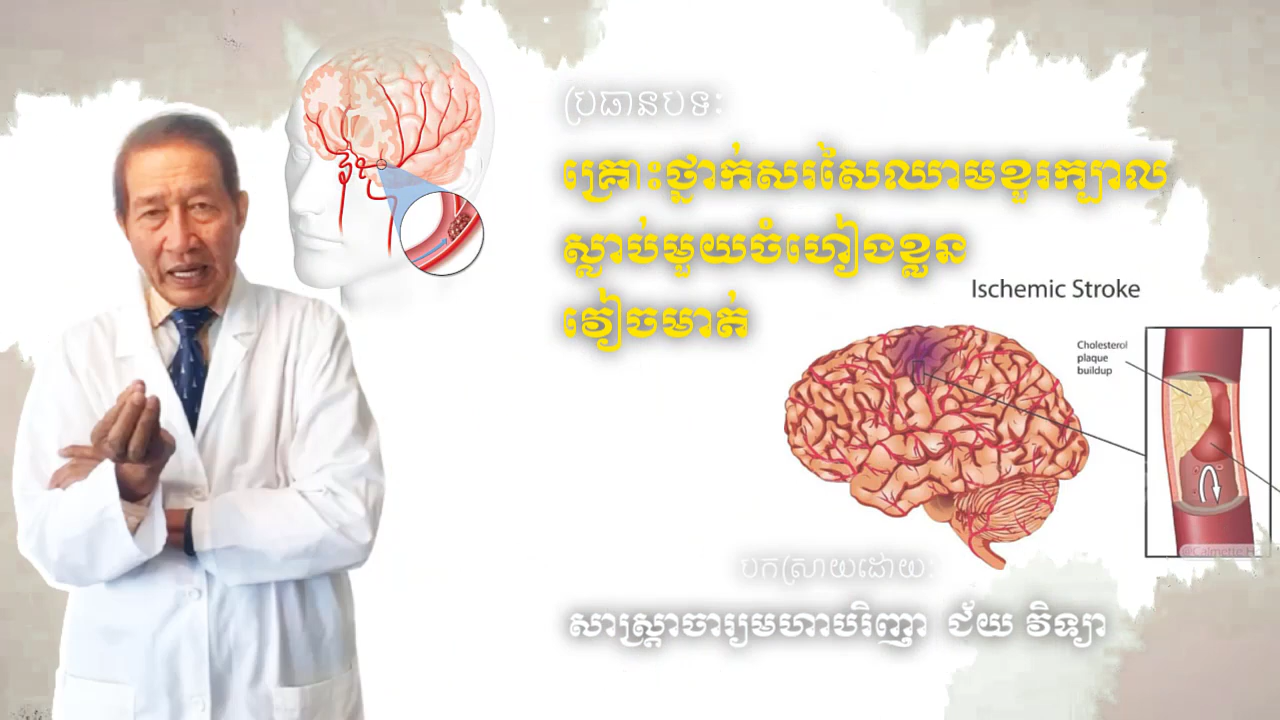 ប្រធានបទៈ
គ្រោះថ្នាក់សរសៃឈាមខួរក្បាល
ស្លាប់មួយចំហៀងខ្លួន
វៀចមាត់
Ischemic Stroke
Cholesterol
plaque
buildup
@Calmette
បកស្រាយដោយៈ
សាស្ត្រាចារ្យមហាបរិញ្ញា ជ័យ វិទ្យា